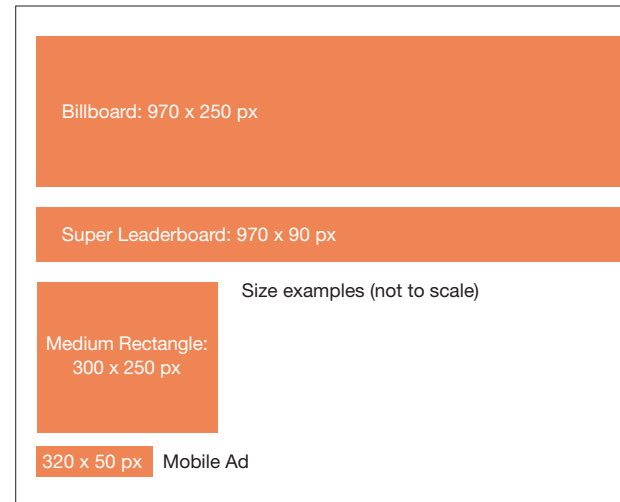 Billboard: 970 x 250 px
Super Leaderboard: 970 x 90 px
Size examples (not to scale)
Medium Rectangle:
300 x 250 px
320 x 50 px Mobile Ad